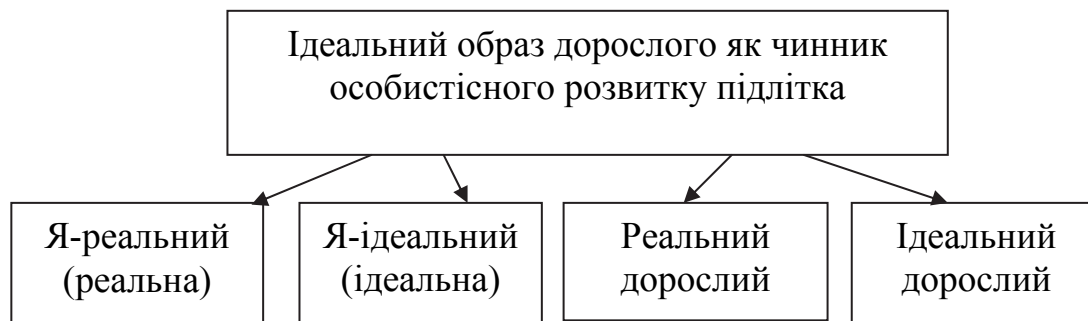 Ідеальний образ дорослого як чинник
особистісного розвитку підлітка
Я-реальний
(реальна)
Я-ідеальний
(ідеальна)
Реальний
дорослий
Ідеальний
дорослий